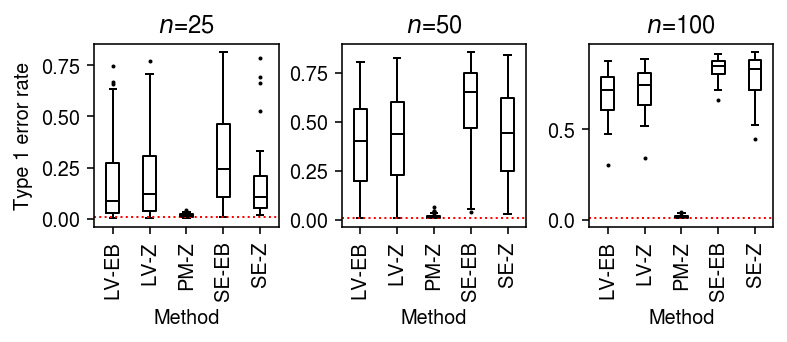 n=25 n=50 n=100
Type 1 error rate
0.75 0.75
0.50 0.50 0.5
0.25 0.25
0.00 0.00 0.0
LV-EB LV-Z PM-Z SE-EB SE-Z LV-EB LV-Z PM-Z SE-EB SE-Z LV-EB LV-Z PM-Z SE-EB SE-Z
Method Method Method